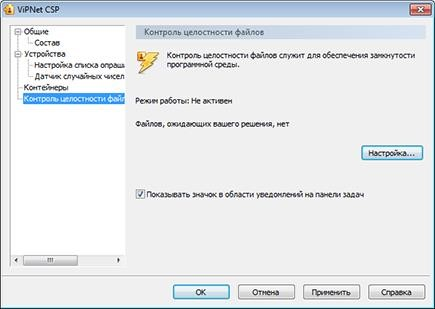 ViPNet CSP
Общие
Состав
Устройства
Настройка списка опраши
Датчик случайных чисел
Контейнеры
Контроль целостности файл
Контроль целостности файлов
Контроль целостности файлов служит для обеспечения замкнутости
программной среды.
Режим работы: Не активен
Файлов, ожидающих вашего решения, нет
Настройка...
Показывать значок в области уведомлений на панели задач
OK
Отмена
Применить
Справка